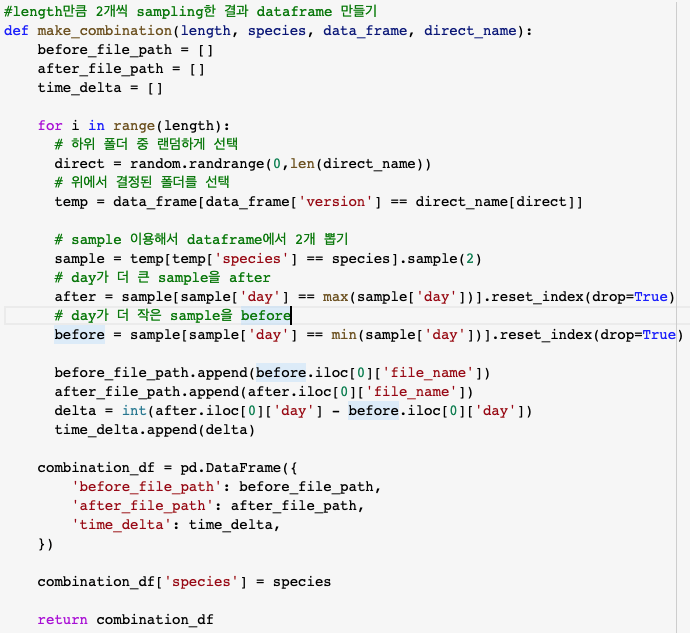 #length만큼 2개씩 sampling한 결과 dataframe 만들기
def make_combination(length, species, data_frame, direct_name):
    before_file_path = []
    after_file_path = []
    time_delta = []

    for i in range(length):
      # 하위 폴더 중 랜덤하게 선택
      direct = random.randrange(0,len(direct_name))
      # 위에서 결정된 폴더를 선택
      temp = data_frame[data_frame['version'] == direct_name[direct]]

      # sample 이용해서 dataframe에서 2개 뽑기
      sample = temp[temp['species'] == species].sample(2)
      # day가 더 큰 sample을 after
      after = sample[sample['day'] == max(sample['day'])].reset_index(drop=True)
      # day가 더 작은 sample을 before
      before = sample[sample['day'] == min(sample['day'])].reset_index(drop=True)

      before_file_path.append(before.iloc[0]['file_name'])
      after_file_path.append(after.iloc[0]['file_name'])
      delta = int(after.iloc[0]['day'] - before.iloc[0]['day'])
      time_delta.append(delta)

    combination_df = pd.DataFrame({
        'before_file_path': before_file_path,
        'after_file_path': after_file_path,
        'time_delta': time_delta,
    })

    combination_df['species'] = species

    return combination_df